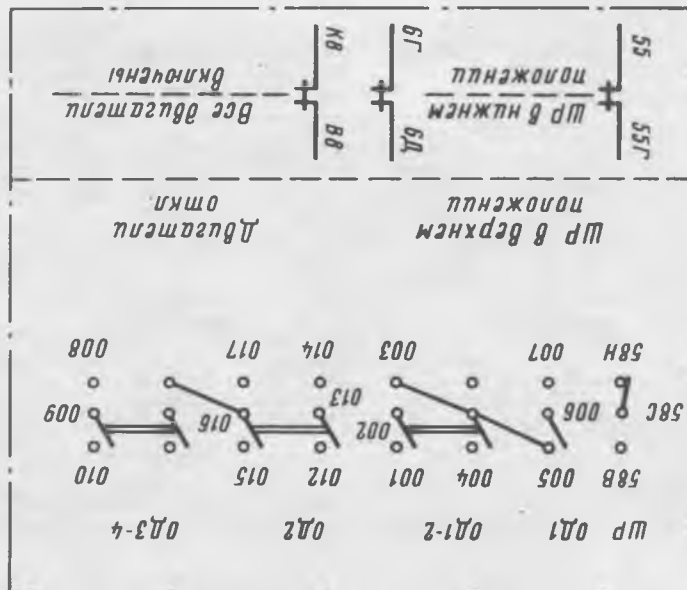 ШР ОД1 ОД1-2 ОД2 ОД3-4
58В 005 004 001 012 015 010
58С 006 002 013 016 009
58Н 007 003 014 017 008
ШР в верхнем
положении
Двигатели
откл
55Г
ШР в нижнем
положении
55
6Д
6Г
ВВ
Все двигатели
включены
КВ